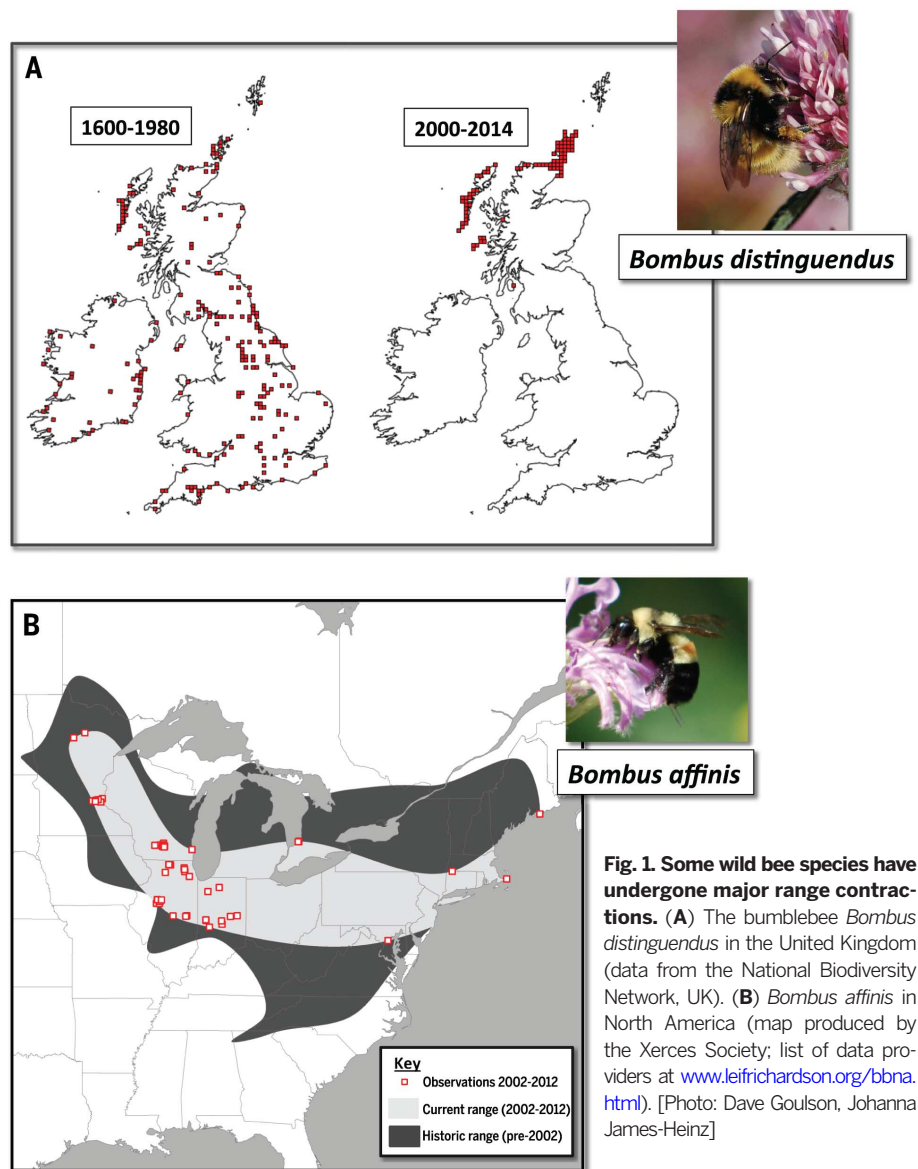 A
1600-1980
2000-2014
Bombus distinguendus
B
Bombus affinis
Key
Observations 2002-2012
Current range (2002-2012)
Historic range (pre-2002)
Fig. 1. Some wild bee species have
undergone major range contrac-
tions. (A) The bumblebee Bombus
distinguendus in the United Kingdom
(data from the National Biodiversity
Network, UK). (B) Bombus affinis in
North America (map produced by
the Xerces Society; list of data pro-
viders at www.leifrichardson.org/bbna.
html). [Photo: Dave Goulson, Johanna
James-Heinz]